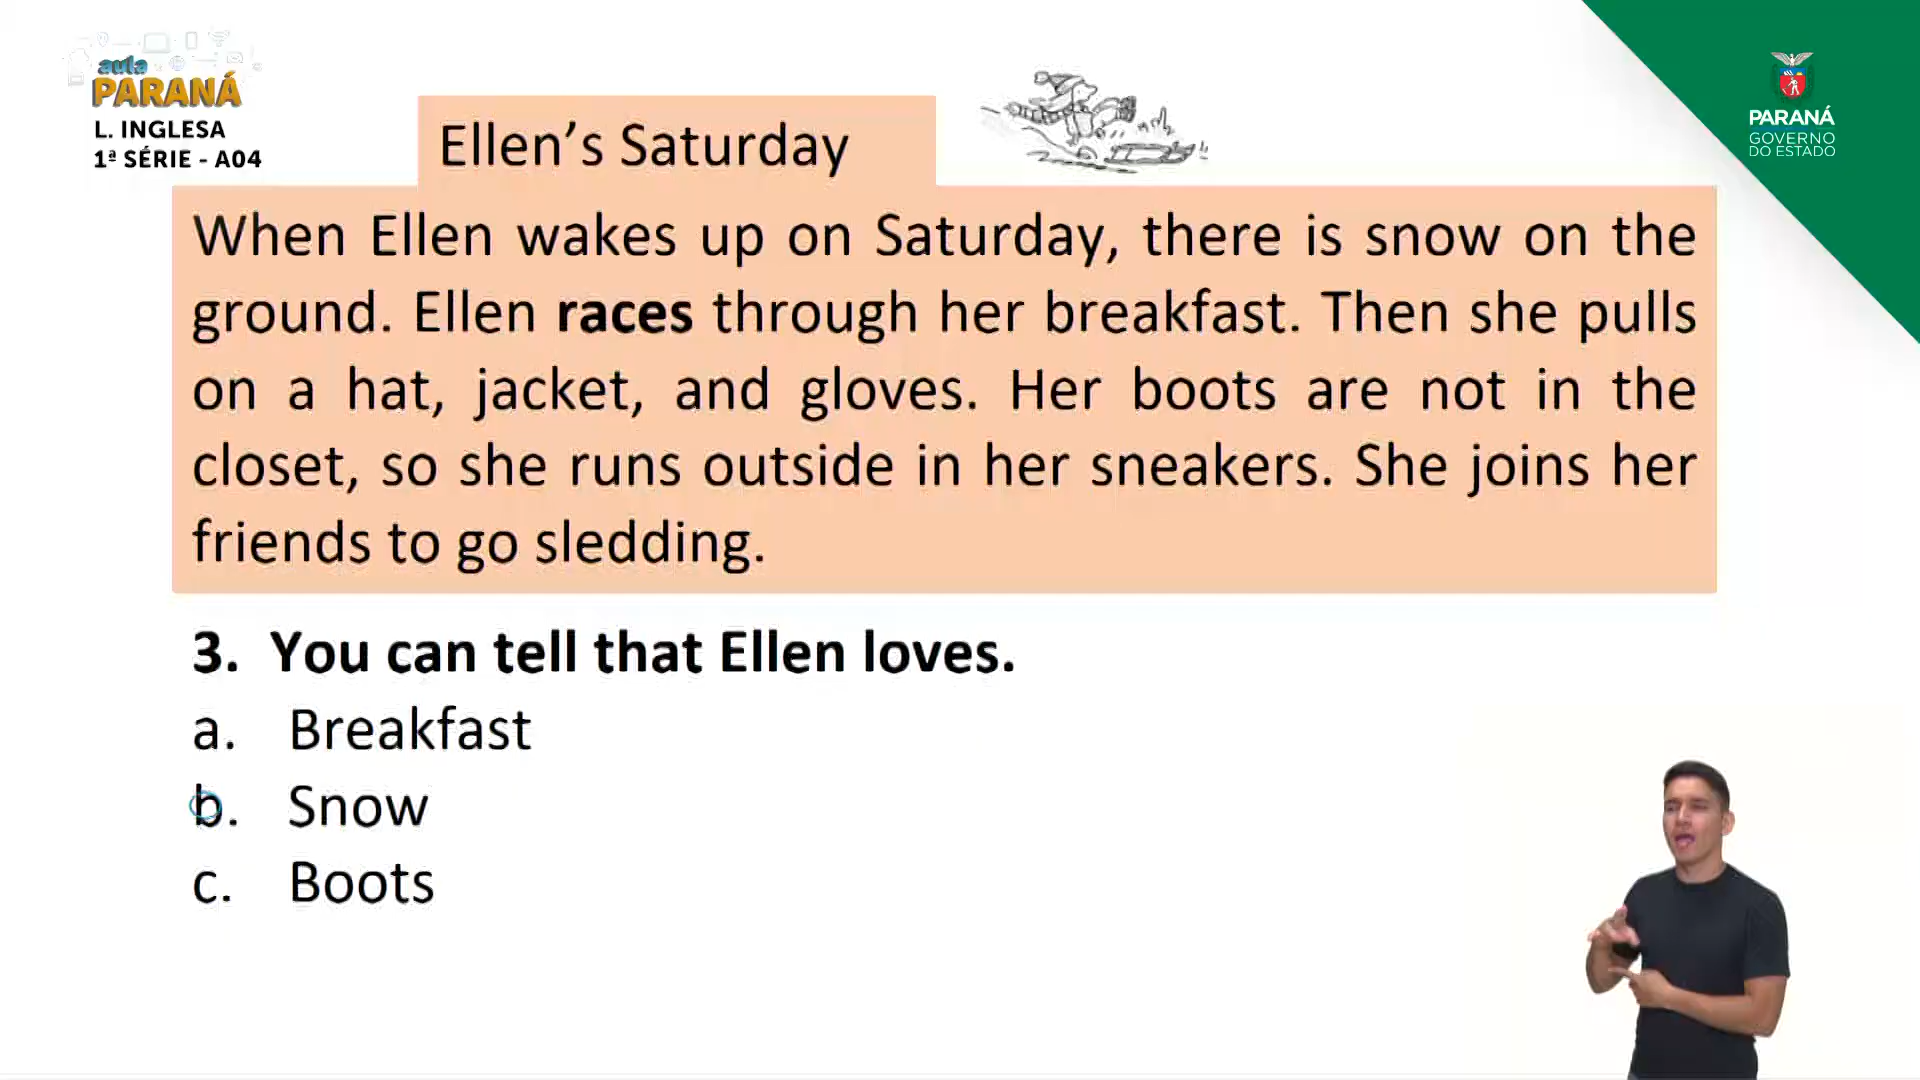 aula
PARANÁ
L. INGLESA
1ª SÉRIE - A04
PARANÁ
GOVERNO
DO ESTADO
Ellen’s Saturday
When Ellen wakes up on Saturday, there is snow on the
ground. Ellen races through her breakfast. Then she pulls
on a hat, jacket, and gloves. Her boots are not in the
closet, so she runs outside in her sneakers. She joins her
friends to go sledding.
3. You can tell that Ellen loves.
a. Breakfast
b. Snow
c. Boots